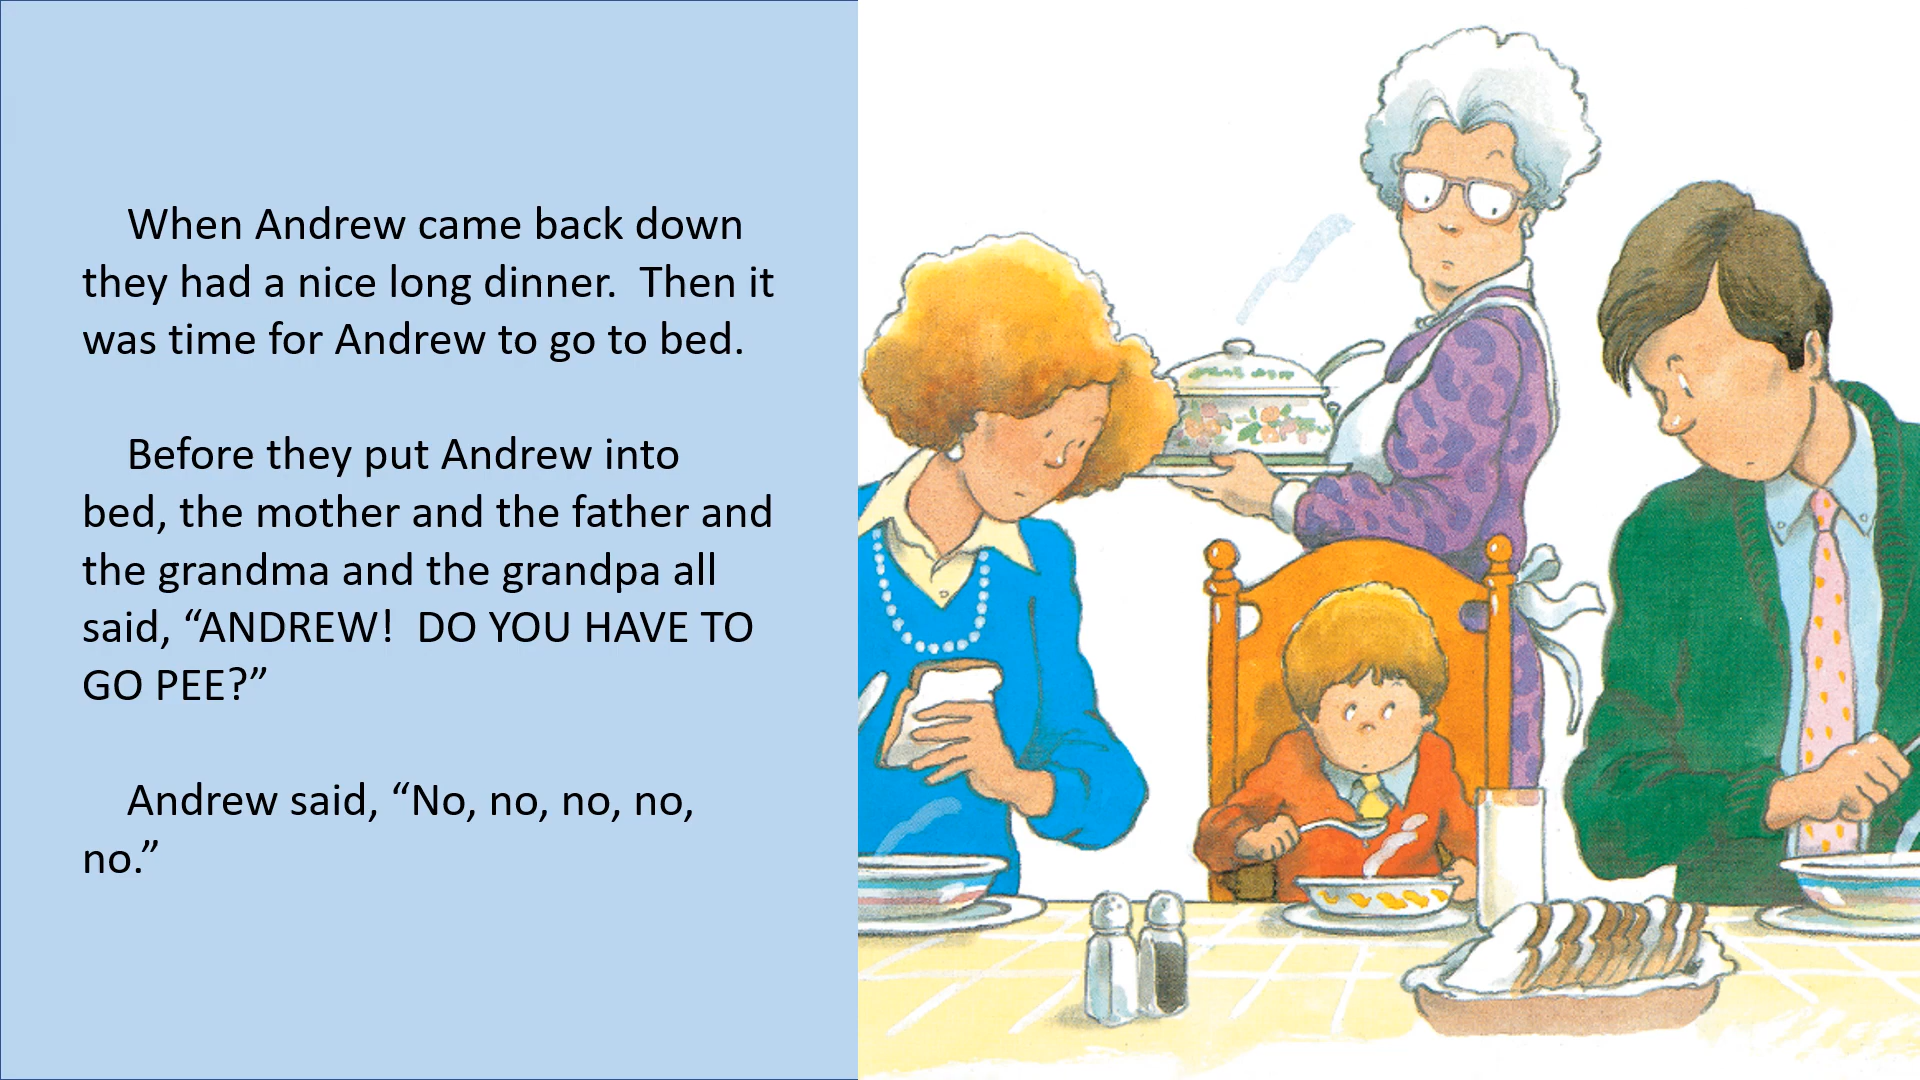 When Andrew came back down
they had a nice long dinner.  Then it
was time for Andrew to go to bed.
Before they put Andrew into
bed, the mother and the father and
the grandma and the grandpa all
said, “ANDREW!  DO YOU HAVE TO
GO PEE?”
Andrew said, “No, no, no, no,
no.”